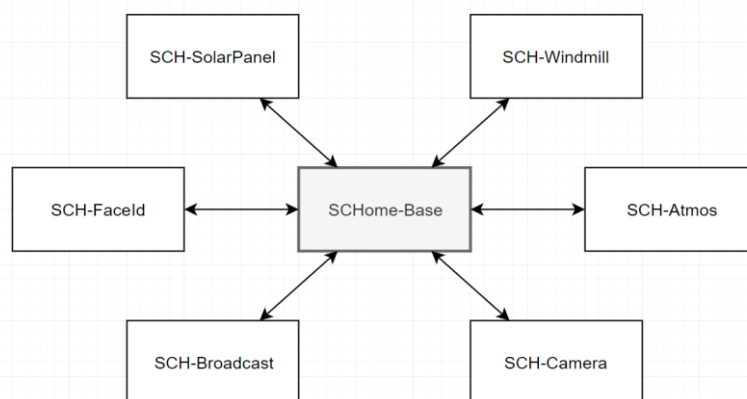 SCH-SolarPanel
SCH-Windmill
SCH-FaceId
SCHome-Base
SCH-Atmos
SCH-Broadcast
SCH-Camera